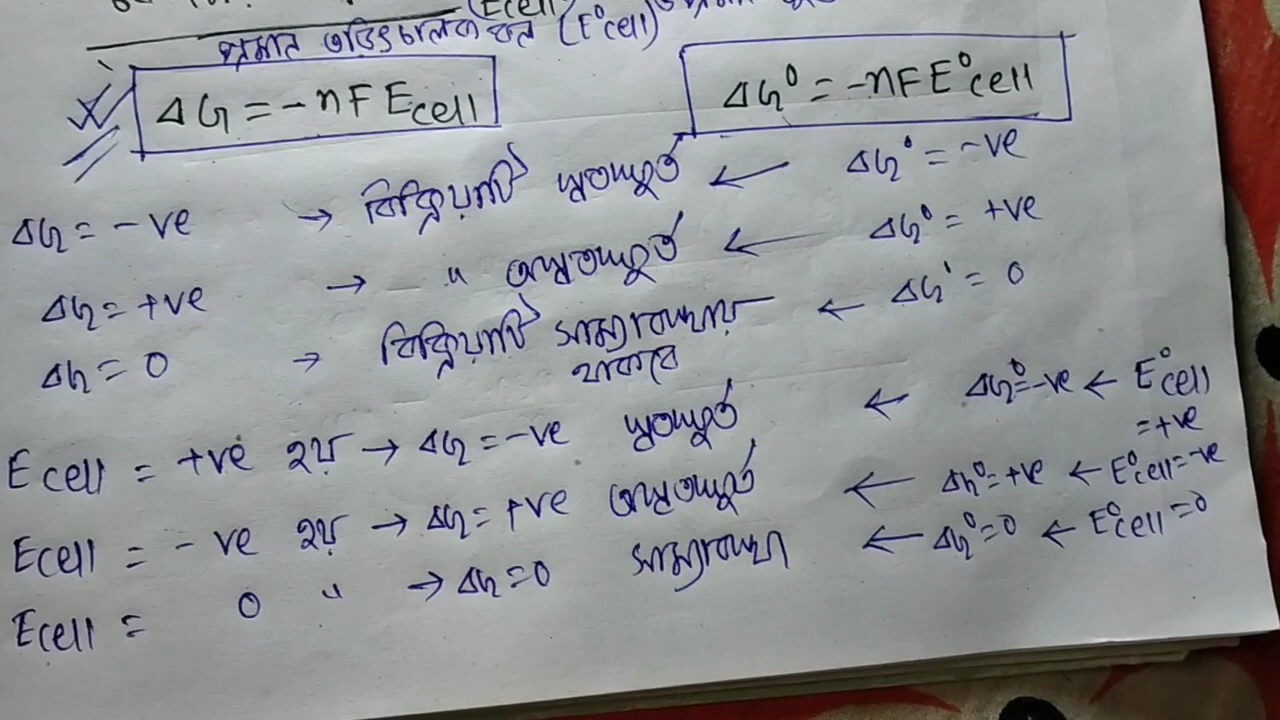 (Ecell)
প্রমাণ তড়িৎচালক বল (E°cell)
ΔG = -nFEcell ΔG° = -nFE°cell
ΔG = -ve → বিক্রিয়াটি স্বতঃস্ফূর্ত ← ΔG° = -ve
ΔG = +ve → " অস্বতঃস্ফূর্ত ← ΔG° = +ve
ΔG = 0 → বিক্রিয়াটি সাম্যাবস্থায় ← ΔG° = 0
থাকবে
Ecell = +ve হয় → ΔG = -ve স্বতঃস্ফূর্ত ← ΔG°=-ve ← E°cell
=+ve
Ecell = -ve হয় → ΔG = +ve অস্বতঃস্ফূর্ত ← ΔG°=+ve ← E°cell=-ve
Ecell = 0 " → ΔG=0 সাম্যাবস্থা ← ΔG°=0 ← E°cell=0